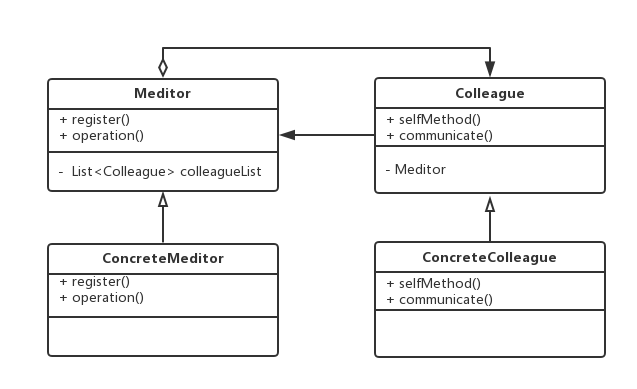 Meditor
+ register()
+ operation()
- List<Colleague> colleagueList
Colleague
+ selfMethod()
+ communicate()
- Meditor
ConcreteMeditor
+ register()
+ operation()
ConcreteColleague
+ selfMethod()
+ communicate()